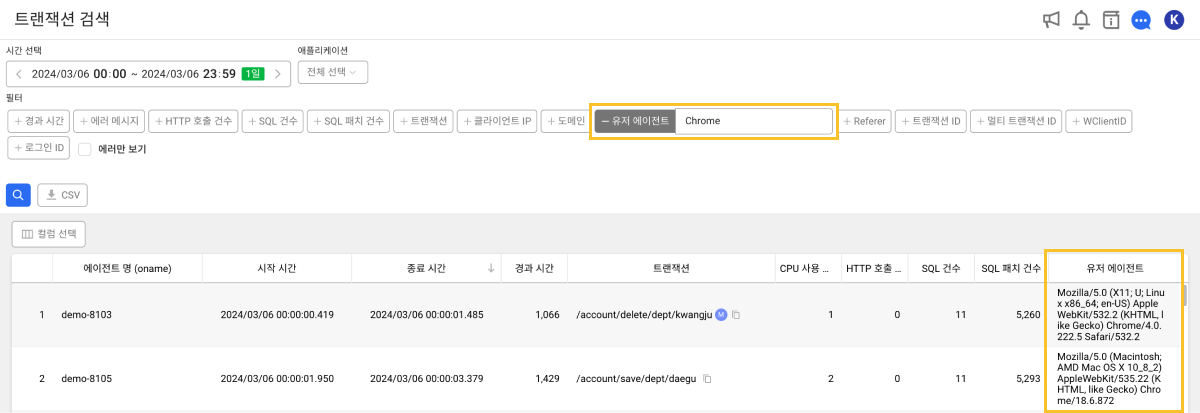 트랜잭션 검색
K
시간 선택
애플리케이션
2024/03/06 00:00 ~ 2024/03/06 23:59 1일
전체 선택
필터
+ 경과 시간 + 에러 메시지 + HTTP 호출 건수 + SQL 건수 + SQL 패치 건수 + 트랜잭션 + 클라이언트 IP + 도메인 − 유저 에이전트 Chrome + Referer + 트랜잭션 ID + 멀티 트랜잭션 ID + WClientID
+ 로그인 ID 에러만 보기
CSV
컬럼 선택
에이전트 명 (oname) 시작 시간 종료 시간 ↓ 경과 시간 트랜잭션 CPU 사용 ... HTTP 호출 ... SQL 건수 SQL 패치 건수 유저 에이전트
1 demo-8103 2024/03/06 00:00:00.419 2024/03/06 00:00:01.485 1,066 /account/delete/dept/kwangju M 1 0 11 5,260
Mozilla/5.0 (X11; U; Linu
x x86_64; en-US) Apple
WebKit/532.2 (KHTML, l
ike Gecko) Chrome/4.0.
222.5 Safari/532.2
2 demo-8105 2024/03/06 00:00:01.950 2024/03/06 00:00:03.379 1,429 /account/save/dept/daegu 2 0 11 5,293
Mozilla/5.0 (Macintosh;
AMD Mac OS X 10_8_2)
AppleWebKit/535.22 (K
HTML, like Gecko) Chro
me/18.6.872